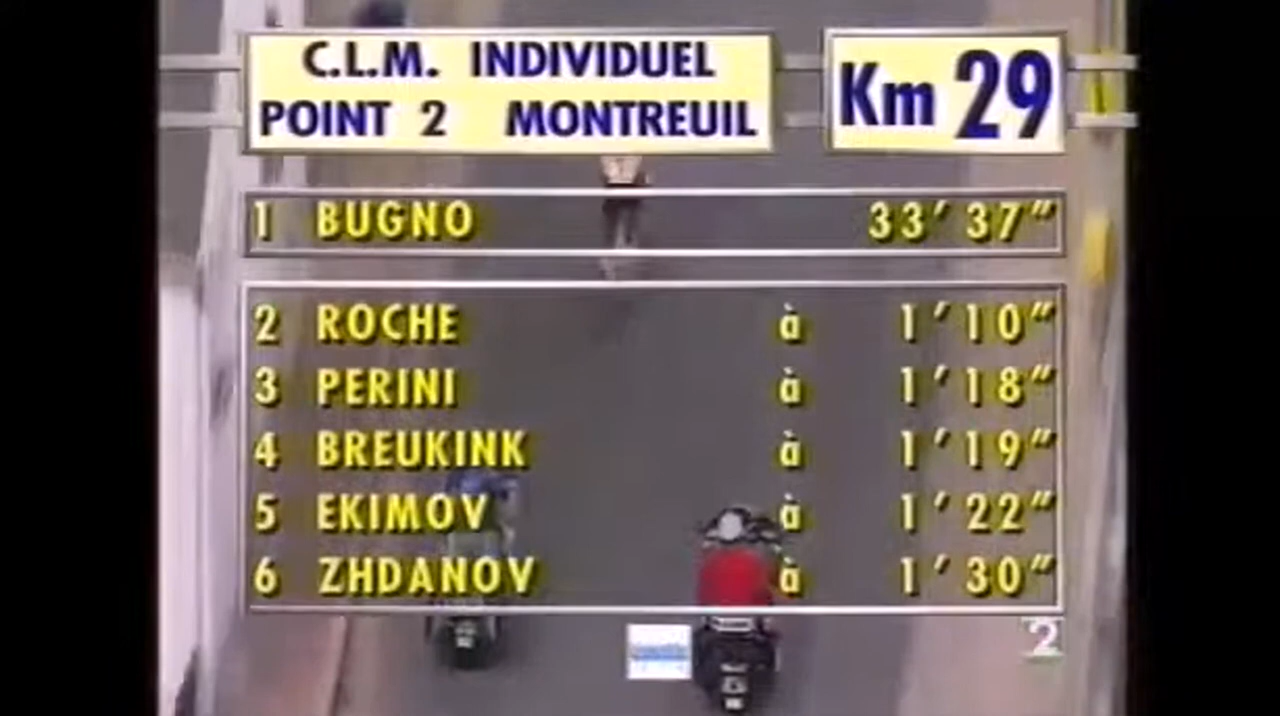 C.L.M. INDIVIDUEL
POINT 2 MONTREUIL
Km 29
1 BUGNO 33' 37"
2 ROCHE à 1' 10"
3 PERINI à 1' 18"
4 BREUKINK à 1' 19"
5 EKIMOV à 1' 22"
6 ZHDANOV à 1' 30"
2